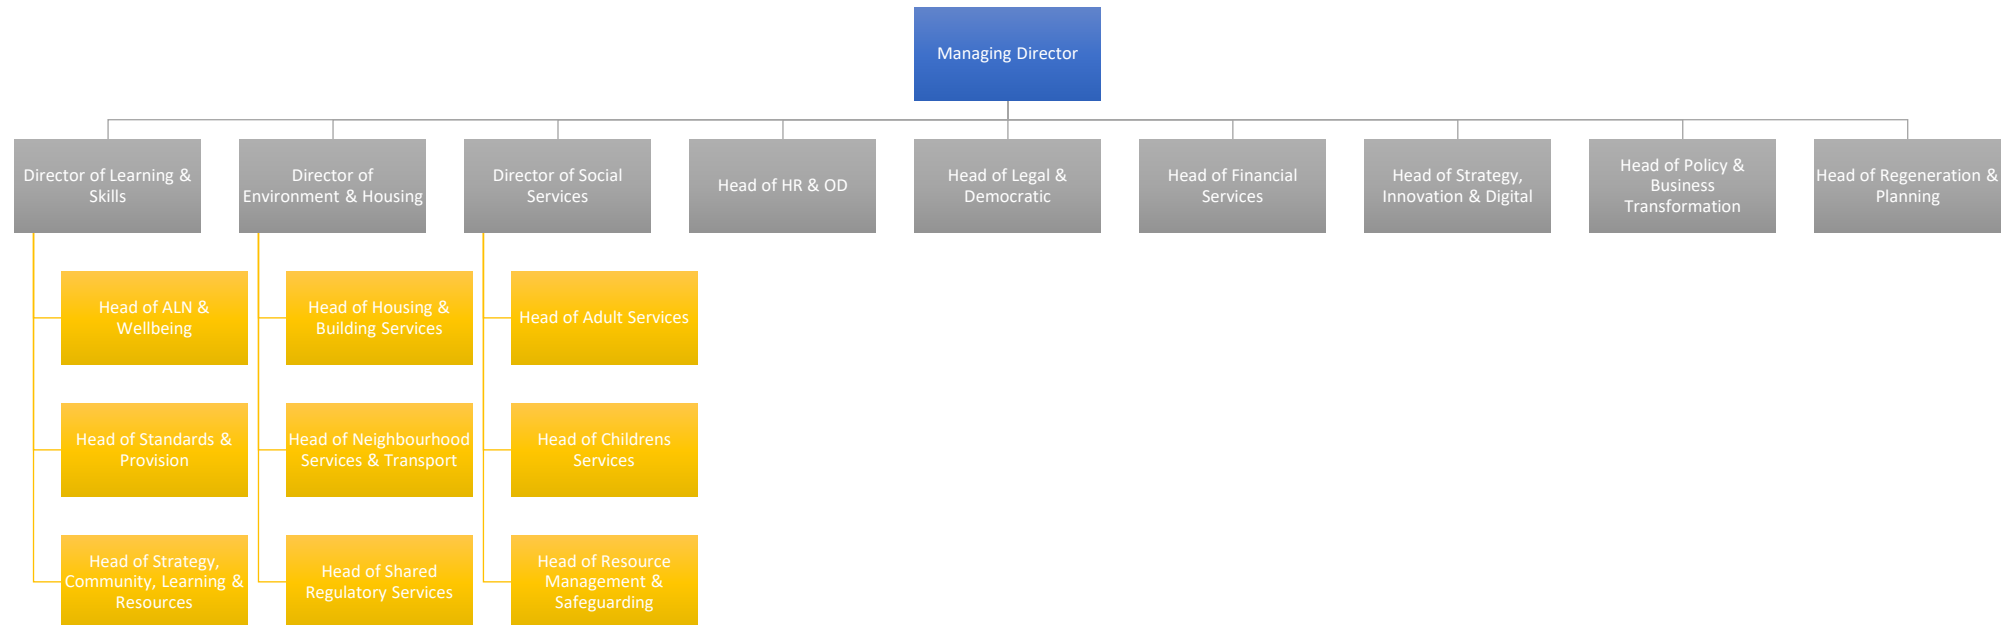 Managing Director
Director of Learning &
Skills
Director of
Environment & Housing
Director of Social
Services
Head of HR & OD
Head of Legal &
Democratic
Head of Financial
Services
Head of Strategy,
Innovation & Digital
Head of Policy &
Business
Transformation
Head of Regeneration &
Planning
Head of ALN &
Wellbeing
Head of Housing &
Building Services
Head of Adult Services
Head of Standards &
Provision
Head of Neighbourhood
Services & Transport
Head of Childrens
Services
Head of Strategy,
Community, Learning &
Resources
Head of Shared
Regulatory Services
Head of Resource
Management &
Safeguarding